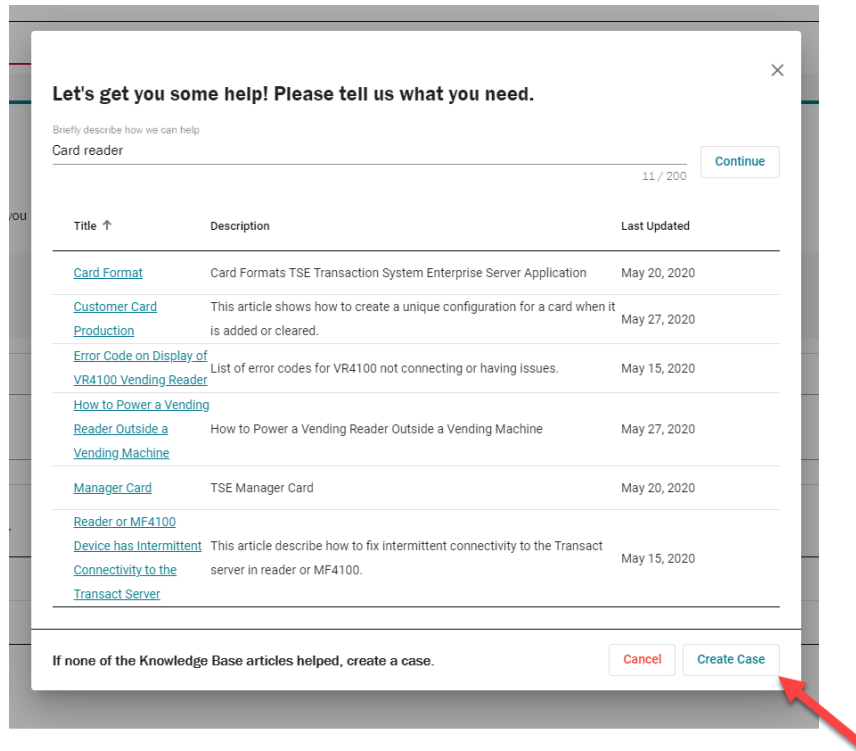 Let's get you some help! Please tell us what you need.
Briefly describe how we can help
Card reader
Continue
11 / 200
you
Title ↑ Description Last Updated
Card Format Card Formats TSE Transaction System Enterprise Server Application May 20, 2020
Customer Card
Production
This article shows how to create a unique configuration for a card when it
is added or cleared.
May 27, 2020
Error Code on Display of
VR4100 Vending Reader
List of error codes for VR4100 not connecting or having issues.
May 15, 2020
How to Power a Vending
Reader Outside a
Vending Machine
How to Power a Vending Reader Outside a Vending Machine
May 27, 2020
Manager Card TSE Manager Card May 20, 2020
Reader or MF4100
Device has Intermittent
Connectivity to the
Transact Server
This article describe how to fix intermittent connectivity to the Transact
server in reader or MF4100.
May 15, 2020
If none of the Knowledge Base articles helped, create a case.
Cancel
Create Case